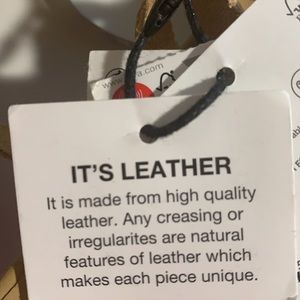 IT'S LEATHER
It is made from high quality
leather. Any creasing or
irregularites are natural
features of leather which
makes each piece unique.